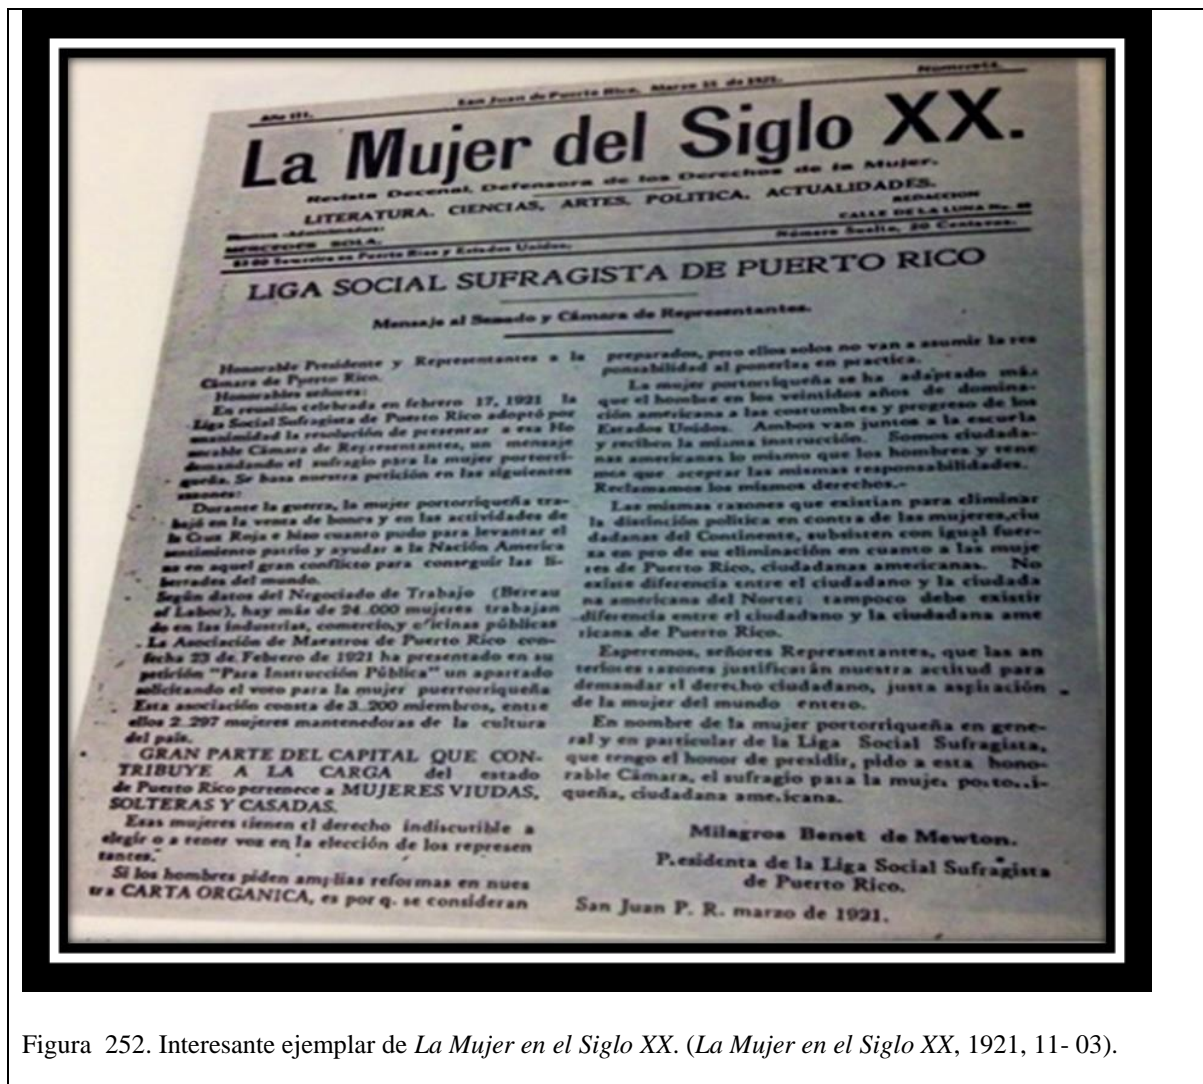 Año III.
San Juan de Puerto Rico, Marzo 11 de 1921.
La Mujer del Siglo XX.
Revista Decenal, Defensora de los Derechos de la Mujer.
LITERATURA, CIENCIAS, ARTES, POLITICA, ACTUALIDADES.
MERCEDES SOLA.
REDACCION
CALLE DE LA LUNA No.
Semestre en Puerto Rico y Estados Unidos.
Número Suelto, 20 Centavos.
LIGA SOCIAL SUFRAGISTA DE PUERTO RICO
Mensaje al Senado y Cámara de Representantes.
Honorable Presidente y Representantes a la
Cámara de Puerto Rico.
Honorables señores:
En reunión celebrada en febrero 17, 1921 la
Liga Social Sufragista de Puerto Rico adoptó por
unanimidad la resolución de presentar a esa Ho
norable Cámara de Representantes, un mensaje
demandando el sufragio para la mujer portorri-
queña. Se basa nuestra petición en las siguientes
razones:
Durante la guerra, la mujer portorriqueña tra-
bajó en la venta de bonos y en las actividades de
la Cruz Roja e hizo cuanto pudo para levantar el
sentimiento patrio y ayudar a la Nación America
na en aquel gran conflicto para conseguir las li-
bertades del mundo.
Según datos del Negociado de Trabajo (Bereau
of Labor), hay más de 24.000 mujeres trabajan
do en las industrias, comercio,y oficinas públicas
La Asociación de Maestros de Puerto Rico con-
fecha 23 de Febrero de 1921 ha presentado en su
petición "Para Instrucción Pública" un apartado
solicitando el voto para la mujer puertorriqueña
Esta asociación consta de 3..200 miembros, entre
ellos 2..297 mujeres mantenedoras de la cultura
del país.
GRAN PARTE DEL CAPITAL QUE CON-
TRIBUYE A LA CARGA del estado
de Puerto Rico pertenece a MUJERES VIUDAS,
SOLTERAS Y CASADAS.
Esas mujeres tienen el derecho indiscutible a
elegir o a tener voz en la elección de los represen
tantes.
Si los hombres piden amplias reformas en nues
tra CARTA ORGANICA, es por q. se consideran
preparados, pero ellos solos no van a asumir la res
ponsabilidad al ponerlas en practica.
La mujer portorriqueña se ha adaptado más
que el hombre en los veintidos años de domina-
ción americana a las costumbres y progreso de los
Estados Unidos. Ambos van juntos a la escuela
y reciben la misma instrucción. Somos ciudada-
nas americanas lo mismo que los hombres y tene
mos que aceptar las mismas responsabilidades.
Reclamamos los mismos derechos.-
Las mismas razones que existian para eliminar
la distinción politica en contra de las mujeres,ciu
dadanas del Continente, subsisten con igual fuer-
za en pro de su eliminación en cuanto a las muje
res de Puerto Rico, ciudadanas americanas. No
existe diferencia entre el ciudadano y la ciudada
na americana del Norte; tampoco debe existir
diferencia entre el ciudadano y la ciudadana ame
ricana de Puerto Rico.
Esperemos, señores Representantes, que las an
teriores razones justificarán nuestra actitud para
demandar el derecho ciudadano, justa aspiración
de la mujer del mundo entero.
En nombre de la mujer portorriqueña en gene-
ral y en particular de la Liga Social Sufragista,
que tengo el honor de presidir, pido a esta hono-
rable Cámara, el sufragio para la mujer porto..i-
queña, ciudadana ame.icana.
Milagros Benet de Mewton.
P.esidenta de la Liga Social Sufragista
de Puerto Rico.
San Juan P. R. marzo de 1921.
Figura 252. Interesante ejemplar de La Mujer en el Siglo XX. (La Mujer en el Siglo XX, 1921, 11- 03).